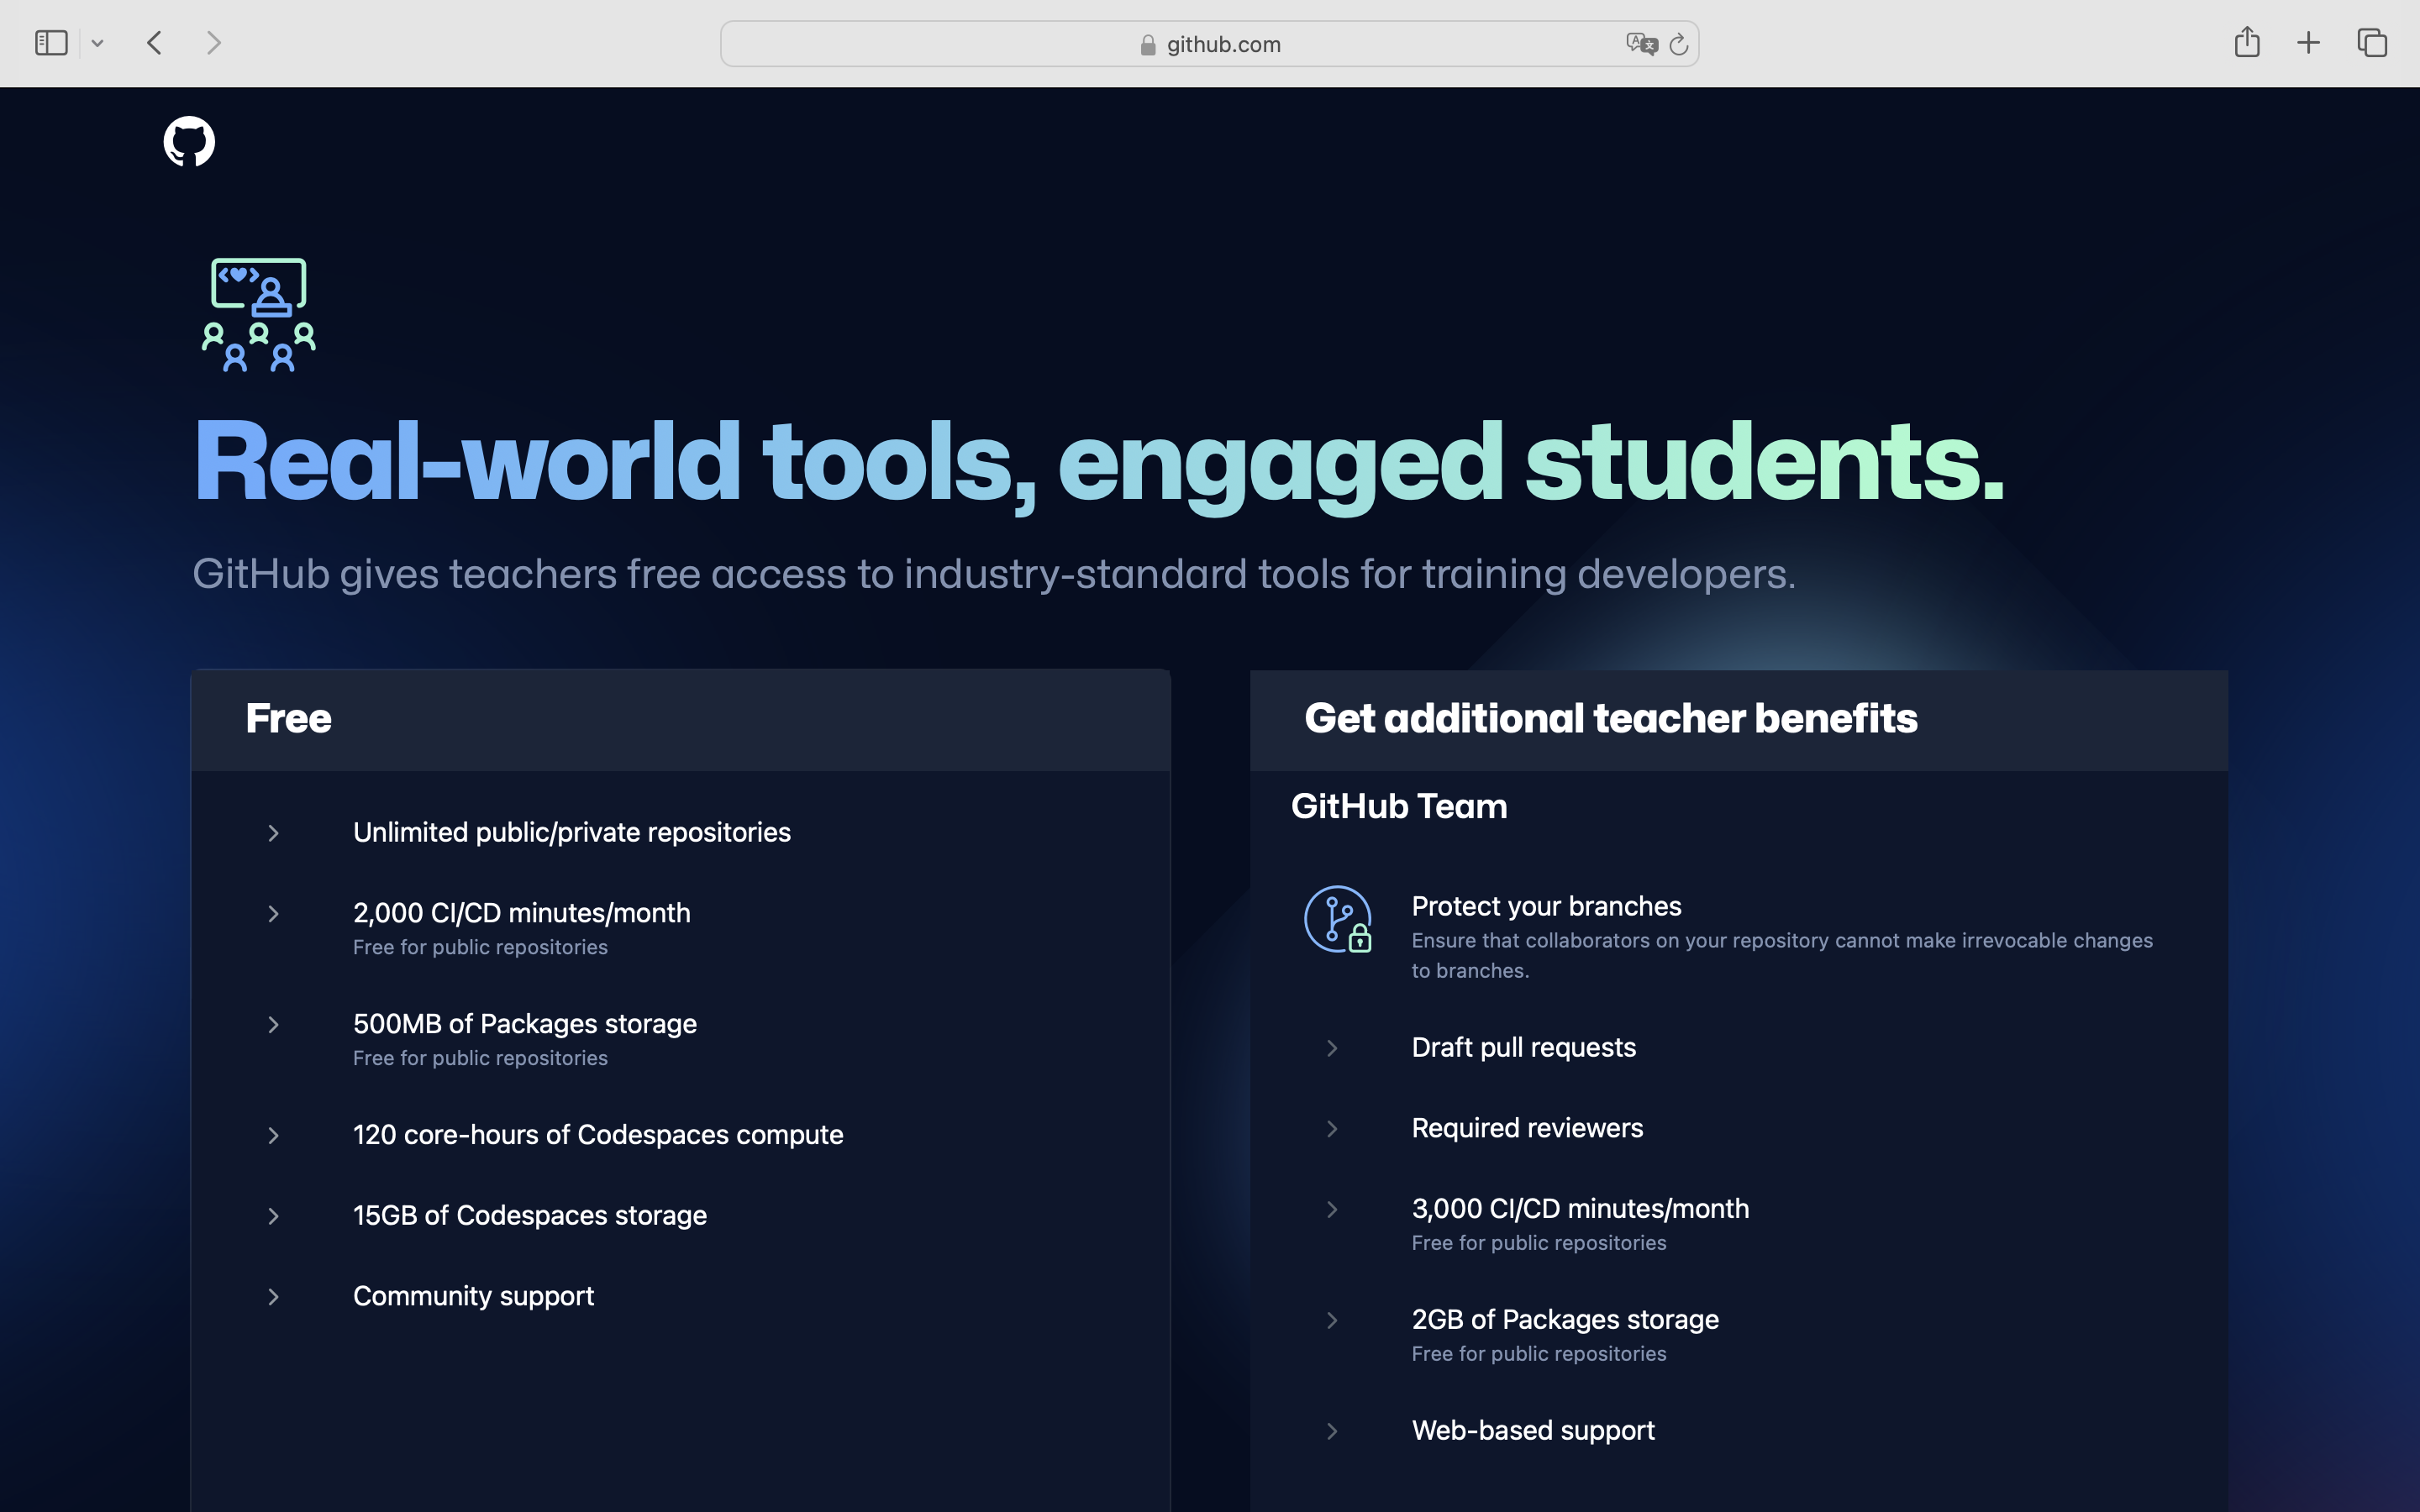 github.com
Real-world tools, engaged students.
GitHub gives teachers free access to industry-standard tools for training developers.
Free
Unlimited public/private repositories
2,000 CI/CD minutes/month
Free for public repositories
500MB of Packages storage
Free for public repositories
120 core-hours of Codespaces compute
15GB of Codespaces storage
Community support
Get additional teacher benefits
GitHub Team
Protect your branches
Ensure that collaborators on your repository cannot make irrevocable changes
to branches.
Draft pull requests
Required reviewers
3,000 CI/CD minutes/month
Free for public repositories
2GB of Packages storage
Free for public repositories
Web-based support